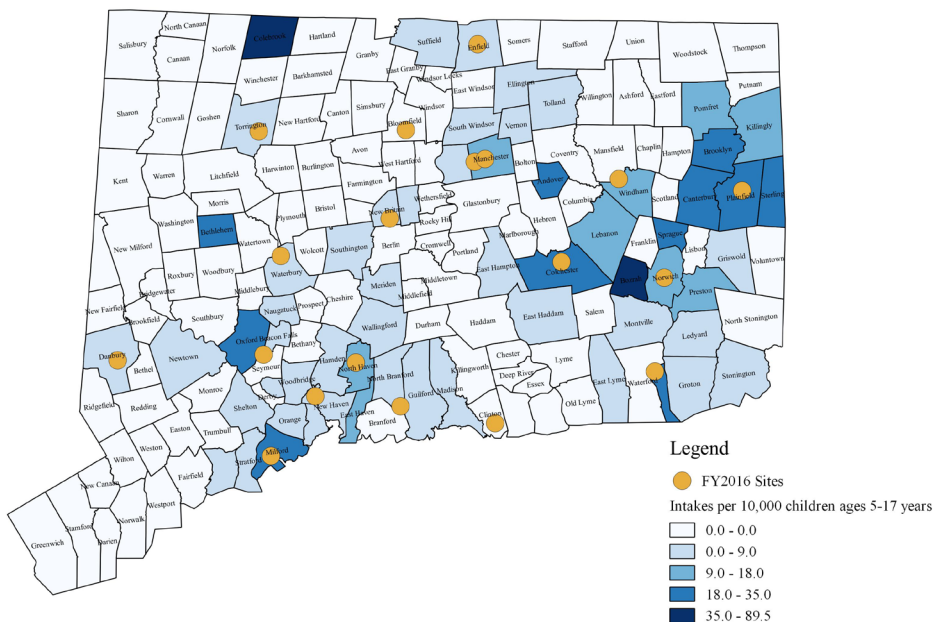 Salisbury
North Canaan
Canaan
Norfolk
Colebrook
Hartland
Granby
Suffield
Enfield
Somers
Stafford
Union
Woodstock
Thompson
Winchester
Barkhamsted
East Granby
Windsor Locks
East Windsor
Ellington
Tolland
Willington
Ashford
Eastford
Pomfret
Putnam
Killingly
Sharon
Cornwall
Goshen
Torrington
New Hartford
Canton
Simsbury
Bloomfield
Windsor
South Windsor
Vernon
Kent
Warren
Litchfield
Harwinton
Burlington
Avon
Farmington
West Hartford
Manchester
Bolton
Coventry
Mansfield
Chaplin
Hampton
Brooklyn
Andover
Columbia
Windham
Scotland
Canterbury
Plainfield
Sterling
Washington
Morris
Bethlehem
Watertown
Plymouth
Bristol
New Britain
Wethersfield
Rocky Hill
Glastonbury
Hebron
Marlborough
Lebanon
Franklin
Sprague
Lisbon
Griswold
Voluntown
New Milford
Roxbury
Woodbury
Middlebury
Waterbury
Wolcott
Southington
Berlin
Cromwell
Portland
East Hampton
Colchester
Bozrah
Norwich
Preston
New Fairfield
Bridgewater
Brookfield
Southbury
Naugatuck
Prospect
Cheshire
Meriden
Middlefield
Middletown
Durham
Haddam
East Haddam
Salem
Montville
Ledyard
North Stonington
Danbury
Bethel
Newtown
Oxford
Beacon Falls
Bethany
Seymour
Wallingford
Hamden
North Haven
North Branford
Guilford
Madison
Killingworth
Chester
Deep River
Essex
Lyme
Old Lyme
East Lyme
Waterford
Groton
Stonington
Ridgefield
Redding
Monroe
Shelton
Derby
Woodbridge
Orange
New Haven
East Haven
Branford
Clinton
Easton
Trumbull
Stratford
Milford
Wilton
Weston
Fairfield
New Canaan
Westport
Norwalk
Darien
Stamford
Greenwich
Legend
FY2016 Sites
Intakes per 10,000 children ages 5-17 years
0.0 - 0.0
0.0 - 9.0
9.0 - 18.0
18.0 - 35.0
35.0 - 89.5